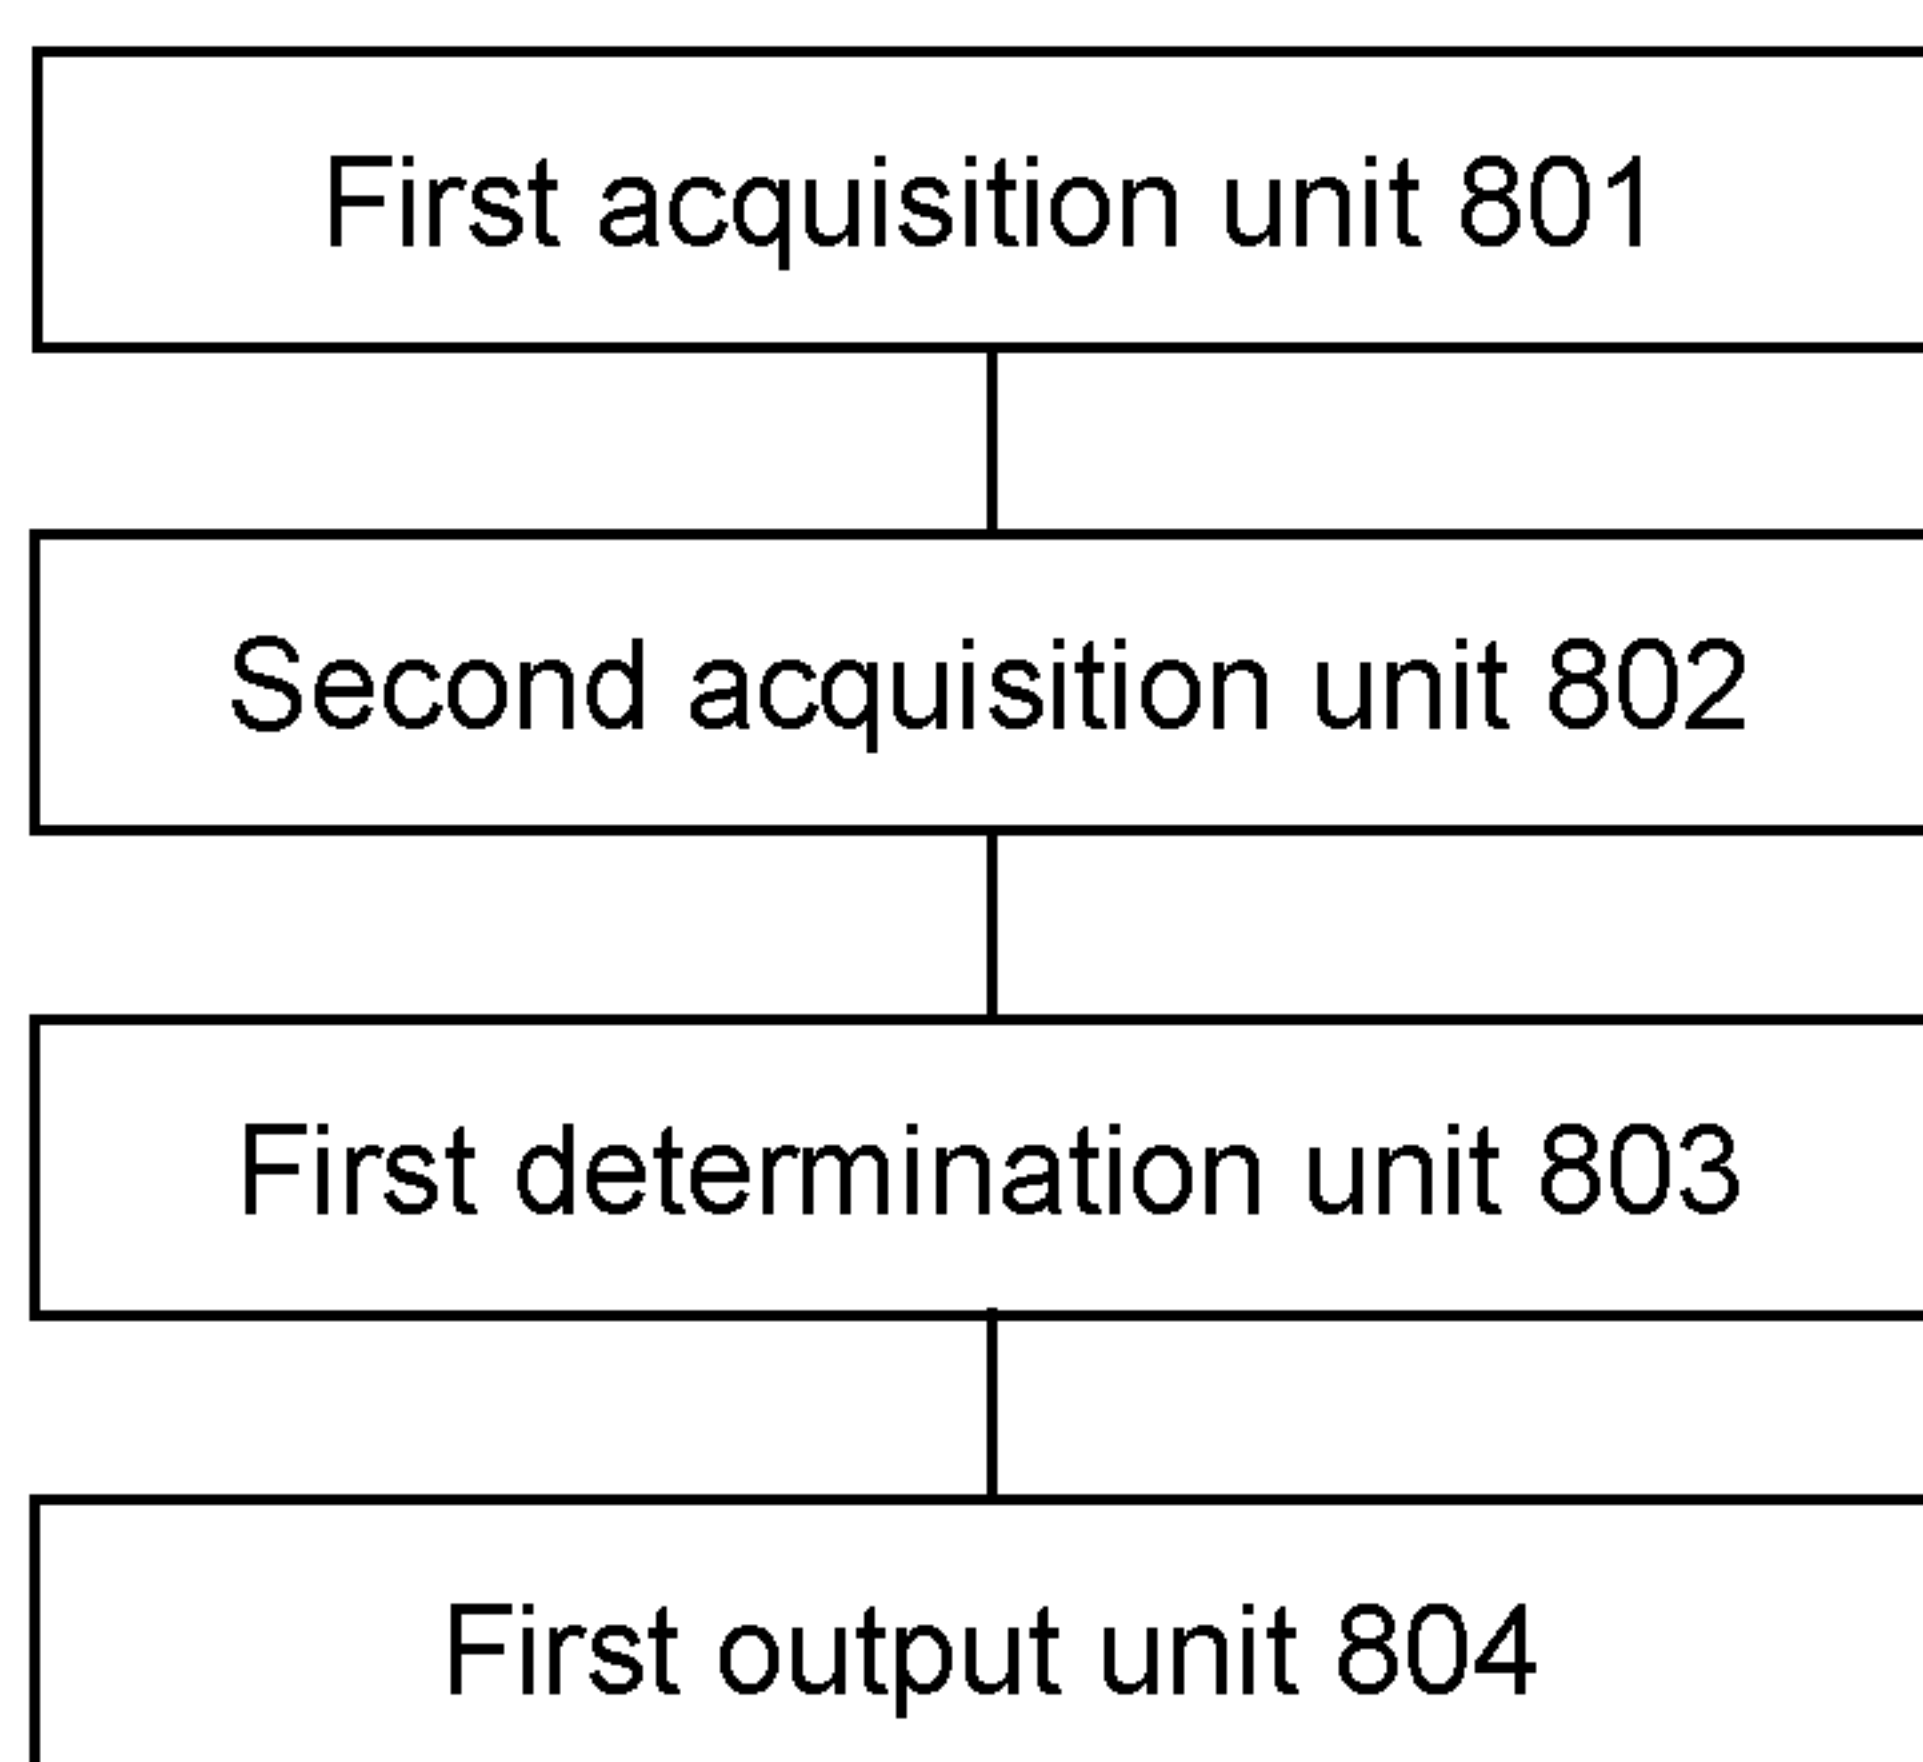 First acquisition unit 801
Second acquisition unit 802
First determination unit 803
First output unit 804